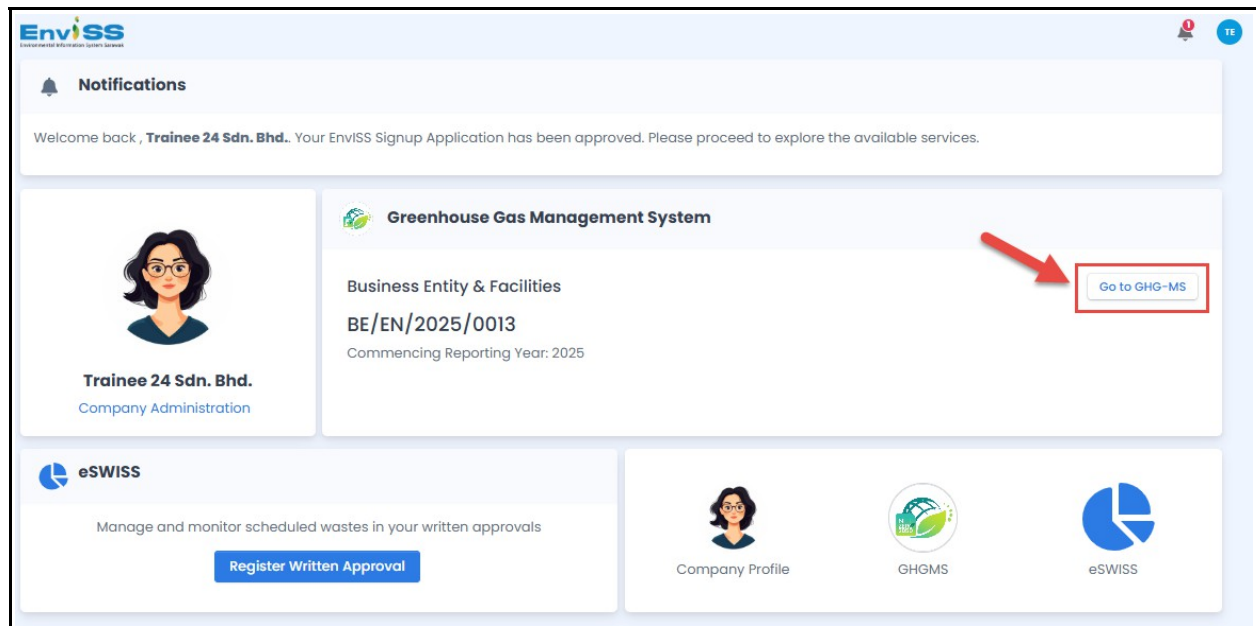 EnvISS
Environmental Information System Sarawak
1
TE
Notifications
Welcome back , Trainee 24 Sdn. Bhd.. Your EnvISS Signup Application has been approved. Please proceed to explore the available services.
Greenhouse Gas Management System
Business Entity & Facilities
Go to GHG-MS
BE/EN/2025/0013
Commencing Reporting Year: 2025
Trainee 24 Sdn. Bhd.
Company Administration
eSWISS
Manage and monitor scheduled wastes in your written approvals
Register Written Approval
Company Profile
GHGMS
eSWISS